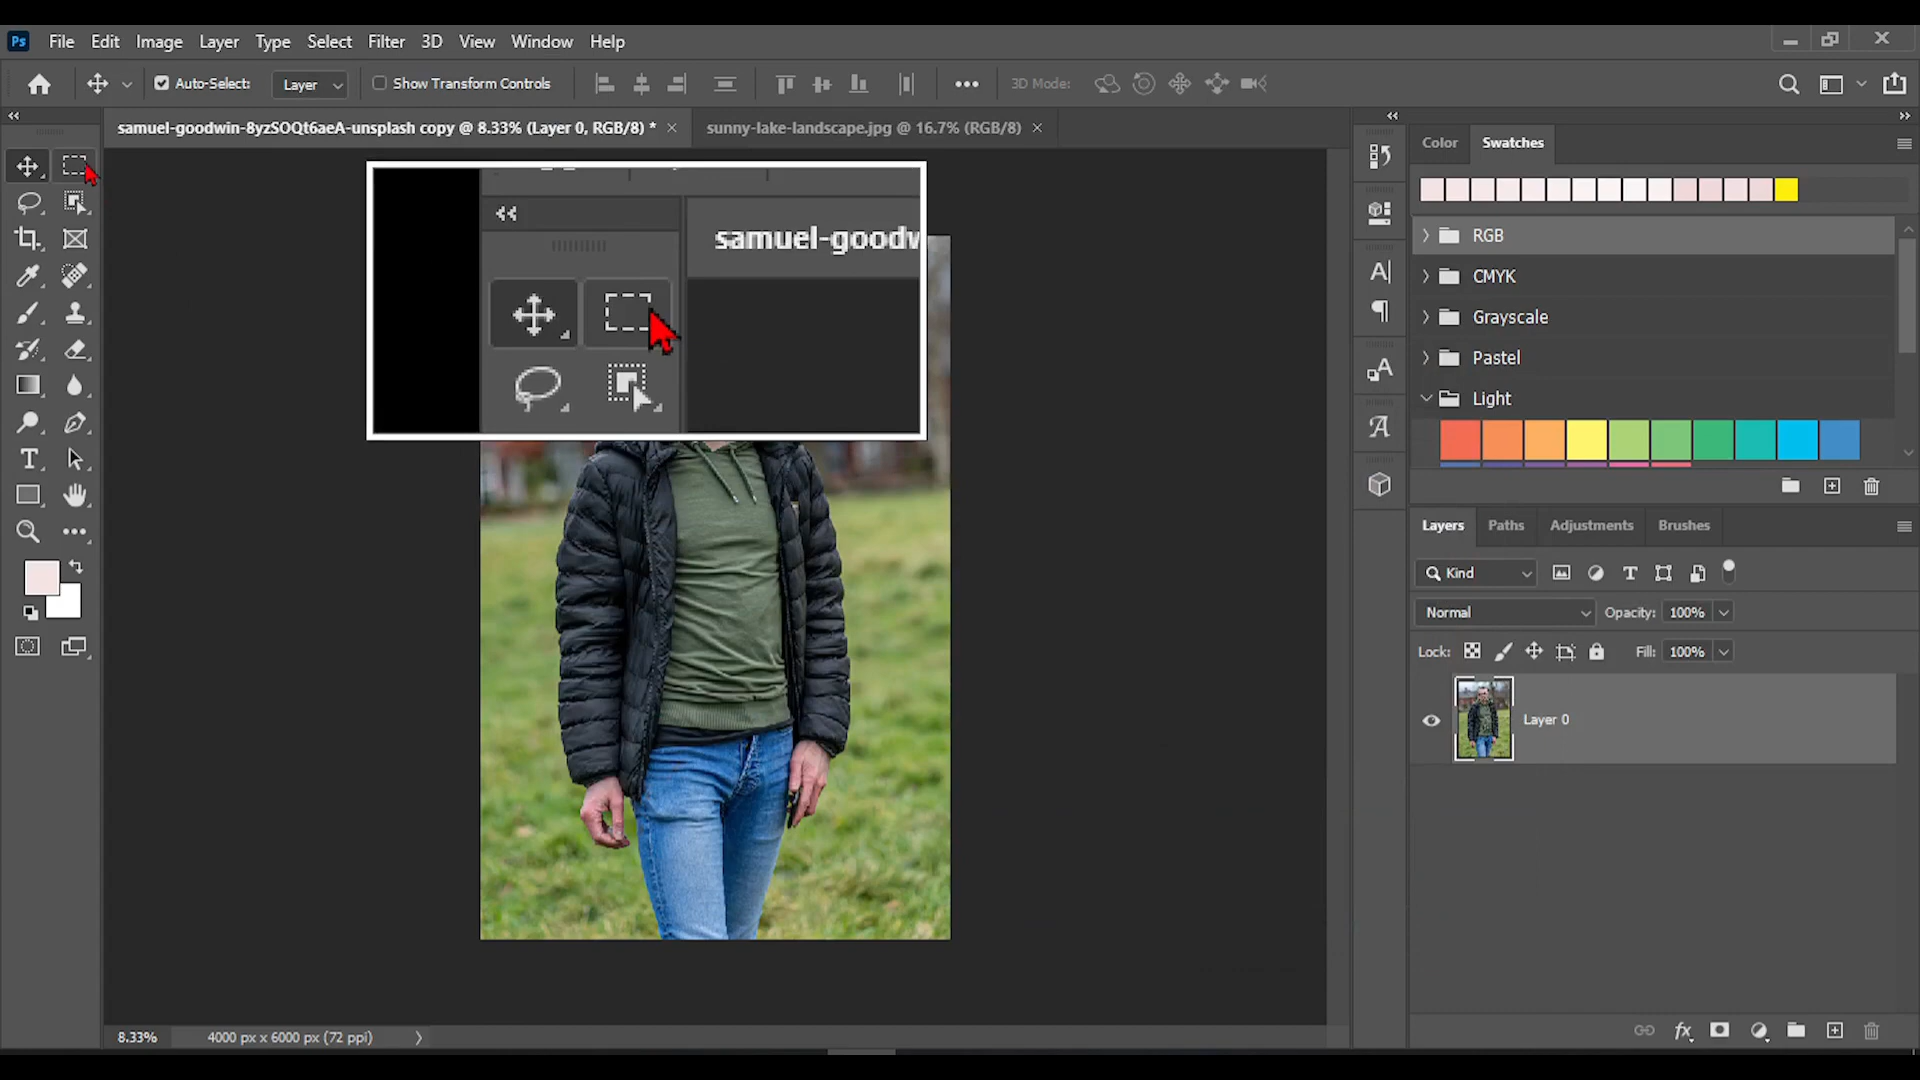 Ps File Edit Image Layer Type Select Filter 3D View Window Help
Auto-Select: Layer Show Transform Controls 3D Mode:
samuel-goodwin-8yzSOQt6aeA-unsplash copy @ 8.33% (Layer 0, RGB/8) * sunny-lake-landscape.jpg @ 16.7% (RGB/8)
Color Swatches
samuel-goodw
RGB
CMYK
Grayscale
Pastel
Light
Layers Paths Adjustments Brushes
Kind
Normal Opacity: 100%
Lock: Fill: 100%
Layer 0
8.33% 4000 px x 6000 px (72 ppi)